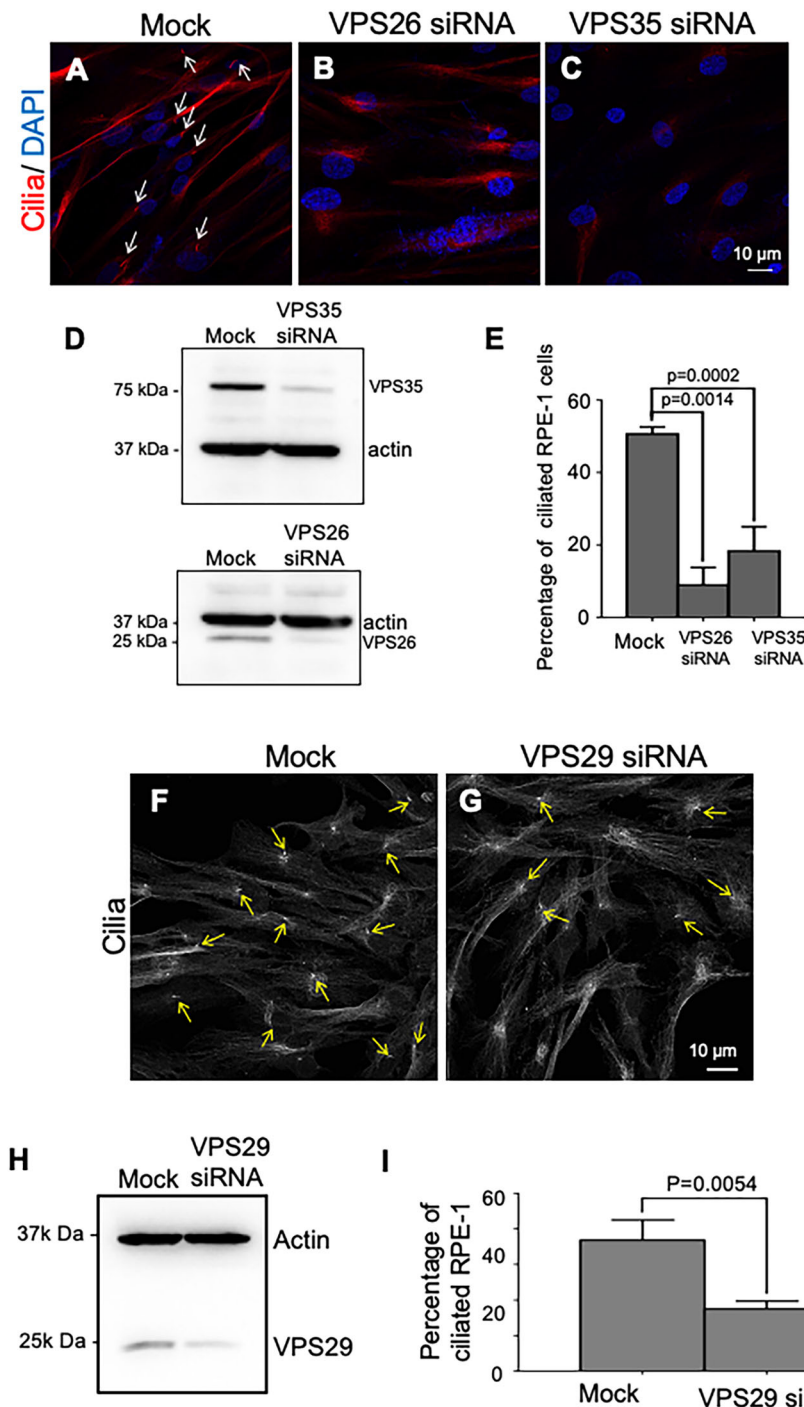 Mock
VPS26 siRNA
VPS35 siRNA
A
B
C
Cilia/ DAPI
10 µm
D
Mock
VPS35
siRNA
75 kDa -
VPS35
37 kDa -
actin
Mock
VPS26
siRNA
37 kDa -
actin
25 kDa -
VPS26
E
Percentage of ciliated RPE-1 cells
p=0.0002
p=0.0014
60
40
20
0
Mock
VPS26
siRNA
VPS35
siRNA
Mock
VPS29 siRNA
F
G
Cilia
10 µm
H
Mock
VPS29
siRNA
37k Da -
Actin
25k Da -
VPS29
I
Percentage of
ciliated RPE-1
P=0.0054
60
40
20
0
Mock
VPS29 si